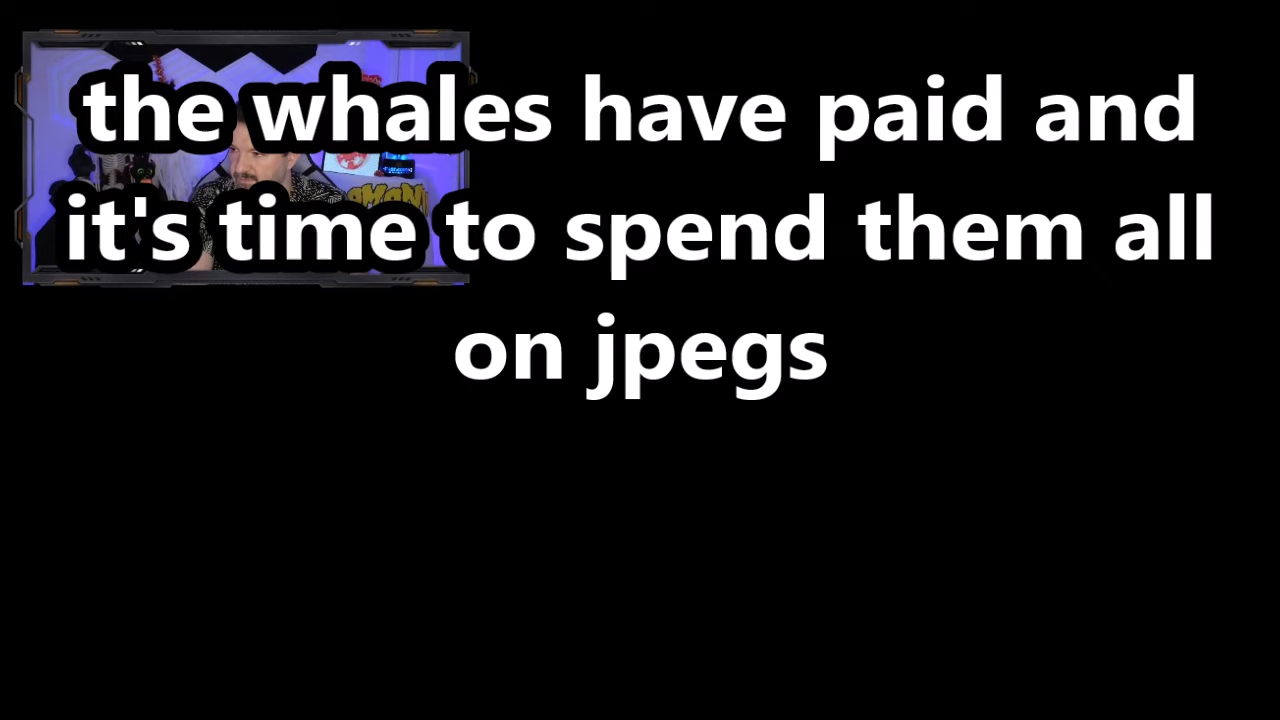 the whales have paid and
it's time to spend them all
on jpegs